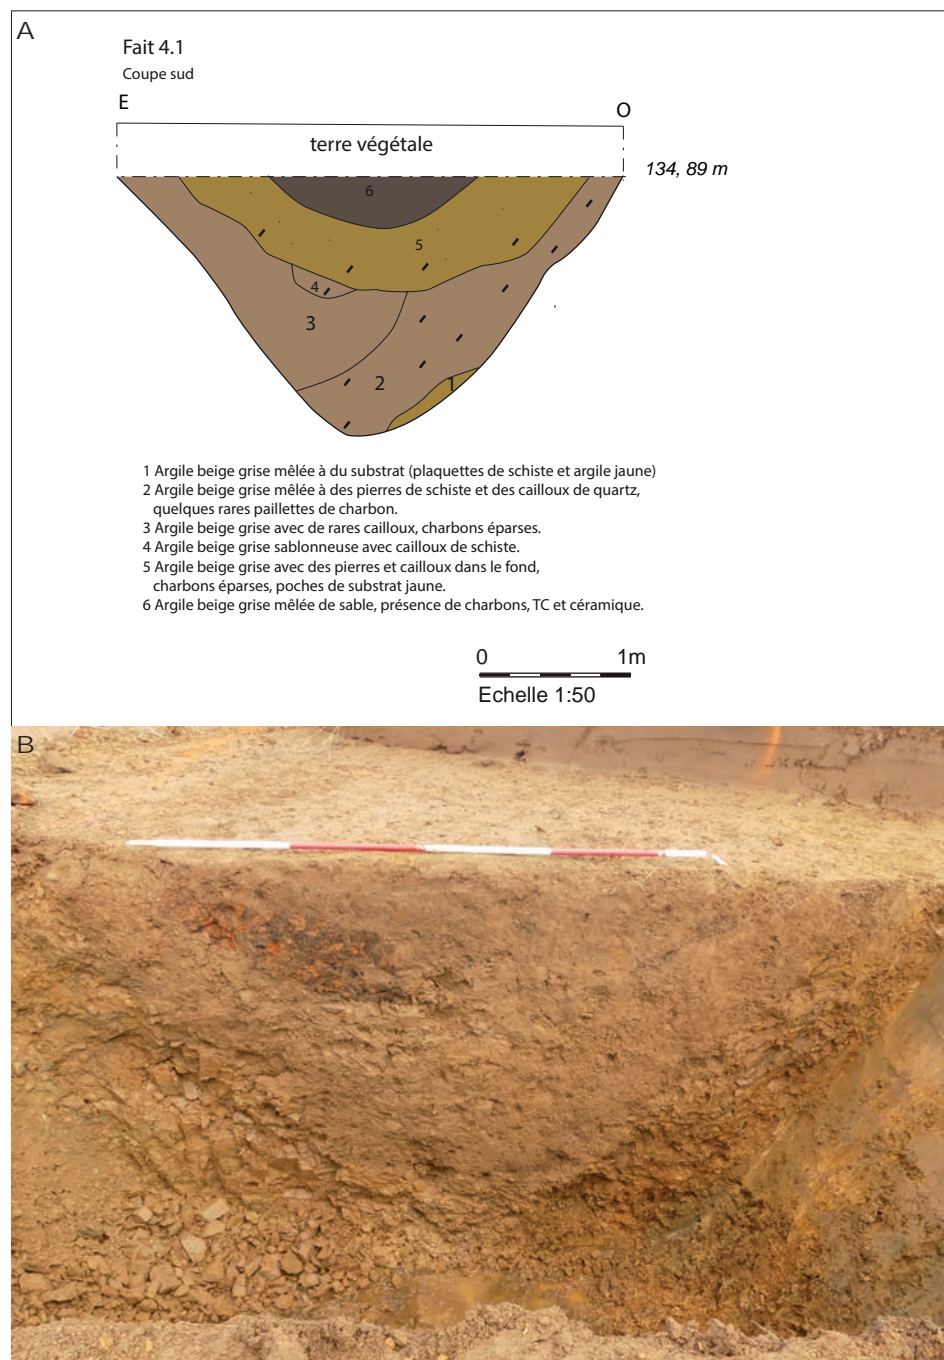 A
Fait 4.1
Coupe sud
E
O
terre végétale
134, 89 m
6
5
4
3
2
1
1 Argile beige grise mêlée à du substrat (plaquettes de schiste et argile jaune)
2 Argile beige grise mêlée à des pierres de schiste et des cailloux de quartz,
quelques rares paillettes de charbon.
3 Argile beige grise avec de rares cailloux, charbons éparses.
4 Argile beige grise sablonneuse avec cailloux de schiste.
5 Argile beige grise avec des pierres et cailloux dans le fond,
charbons éparses, poches de substrat jaune.
6 Argile beige grise mêlée de sable, présence de charbons, TC et céramique.
0 1m
Echelle 1:50
B